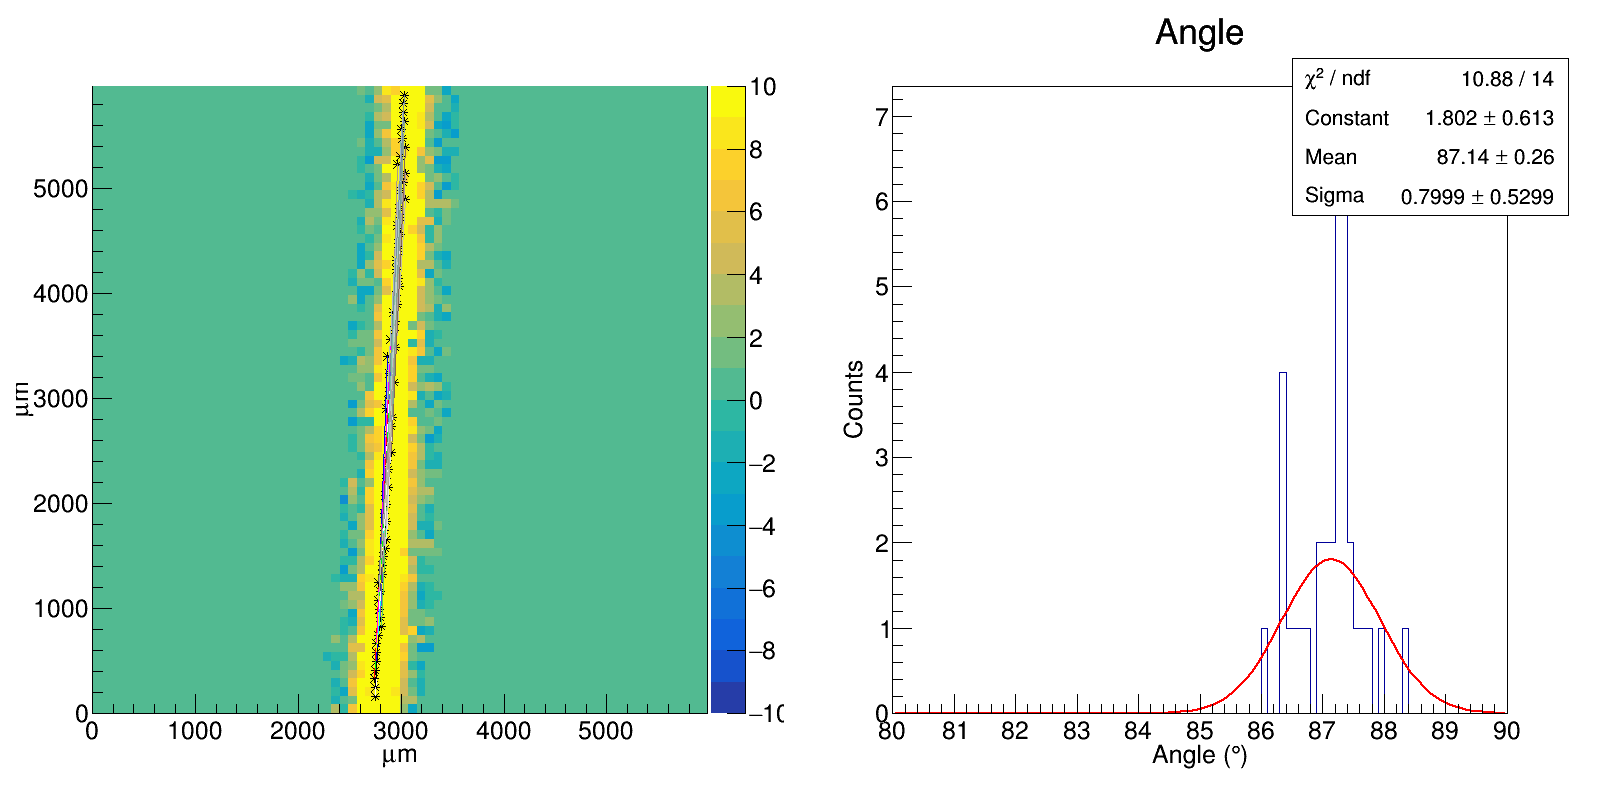 Angle
χ² / ndf 10.88 / 14
Constant 1.802 ± 0.613
Mean 87.14 ± 0.26
Sigma 0.7999 ± 0.5299
5000
4000
3000
2000
1000
0
μm
0 1000 2000 3000 4000 5000
μm
10
8
6
4
2
0
−2
−4
−6
−8
−10
7
6
5
4
3
2
1
0
Counts
80 81 82 83 84 85 86 87 88 89 90
Angle (°)